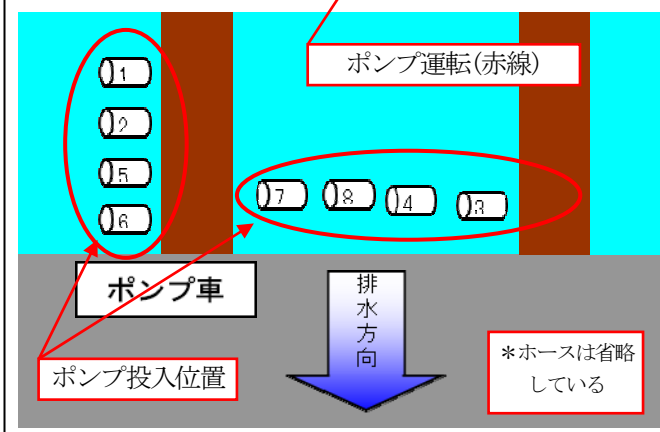 ポンプ運転(赤線)
1
2
5
6
7
8
4
3
ポンプ車
排水方向
ポンプ投入位置
*ホースは省略
している